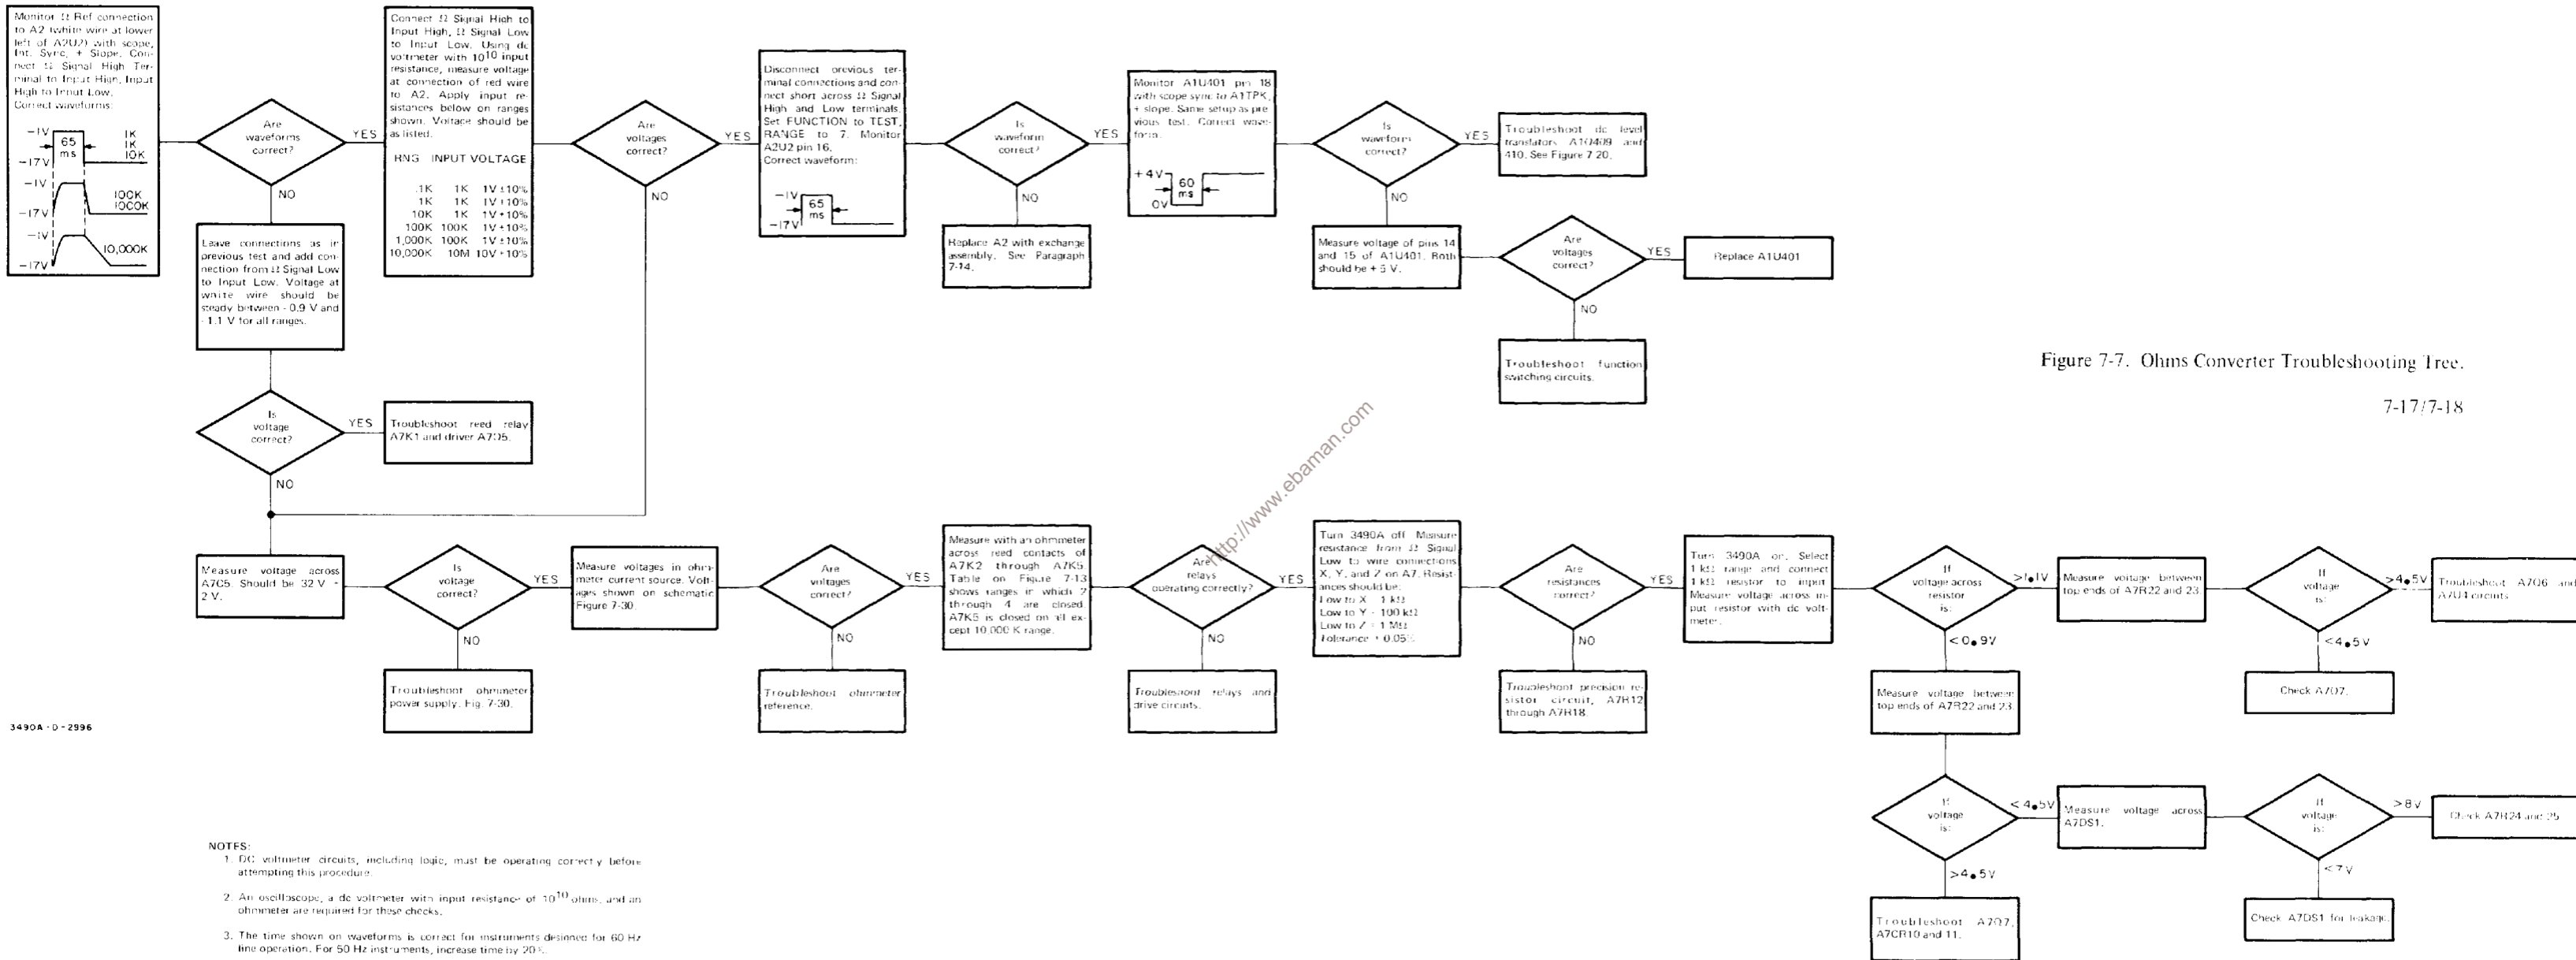 Monitor Ω Ref connection
to A2 (white wire at lower
left of A2U2) with scope,
Int. Sync, + Slope. Con-
nect Ω Signal High Ter-
minal to Input High, Input
High to Input Low.
Correct waveforms:
-1V
65
ms
-17V
1K
1K
10K
-1V
-17V
100K
1000K
-1V
-17V
10,000K
Are
waveforms
correct?
YES
NO
Connect Ω Signal High to
Input High, Ω Signal Low
to Input Low. Using dc
voltmeter with 10¹⁰ input
resistance, measure voltage
at connection of red wire
to A2. Apply input re-
sistances below on ranges
shown. Voltage should be
as listed.
RNG INPUT VOLTAGE
.1K 1K 1V ±10%
1K 1K 1V ±10%
10K 1K 1V ±10%
100K 100K 1V ±10%
1,000K 100K 1V ±10%
10,000K 10M 10V ±10%
Are
voltages
correct?
YES
NO
Disconnect previous ter-
minal connections and con-
nect short across Ω Signal
High and Low terminals.
Set FUNCTION to TEST,
RANGE to 7. Monitor
A2U2 pin 16.
Correct waveform:
-1V
65
ms
-17V
Is
waveform
correct?
YES
NO
Replace A2 with exchange
assembly. See Paragraph
7-14.
Monitor A1U401 pin 18
with scope sync to A1TPK,
+ slope. Same setup as pre
vious test. Correct wave-
form.
+4V
60
ms
0V
Is
waveform
correct?
YES
NO
Troubleshoot dc level
translators A1Q409 and
410. See Figure 7-20.
Measure voltage of pins 14
and 15 of A1U401. Both
should be + 5 V.
Are
voltages
correct?
YES
NO
Replace A1U401
Troubleshoot function
switching circuits.
Leave connections as in
previous test and add con-
nection from Ω Signal Low
to Input Low. Voltage at
white wire should be
steady between -0.9 V and
-1.1 V for all ranges.
Is
voltage
correct?
YES
NO
Troubleshoot reed relay
A7K1 and driver A7Q5.
Figure 7-7. Ohms Converter Troubleshooting Tree.
7-17/7-18
http://www.ebaman.com
Measure voltage across
A7C5. Should be 32 V
2 V.
Is
voltage
correct?
YES
NO
Troubleshoot ohmmeter
power supply. Fig. 7-30.
Measure voltages in ohm-
meter current source. Volt-
ages shown on schematic
Figure 7-30.
Are
voltages
correct?
YES
NO
Troubleshoot ohmmeter
reference.
Measure with an ohmmeter
across reed contacts of
A7K2 through A7K5.
Table on Figure 7-13
shows ranges in which 2
through 4 are closed.
A7K5 is closed on all ex-
cept 10,000 K range.
Are
relays
operating correctly?
YES
NO
Troubleshoot relays and
drive circuits.
Turn 3490A off Measure
resistance from Ω Signal
Low to wire connections
X, Y, and Z on A7. Resist-
ances should be:
Low to X - 1 kΩ
Low to Y - 100 kΩ
Low to Z - 1 MΩ
Tolerance ± 0.05%
Are
resistances
correct?
YES
NO
Troubleshoot precision re-
sistor circuit, A7R12
through A7R18.
Turn 3490A on. Select
1 kΩ range and connect
1 kΩ resistor to input
Measure voltage across in-
put resistor with dc volt-
meter.
If
voltage across
resistor
is:
>1.1V
<0.9V
Measure voltage between
top ends of A7R22 and 23.
If
voltage
is:
>4.5V
<4.5V
Troubleshoot A7Q6 and
A7U4 circuits
Check A7Q7.
Measure voltage between
top ends of A7R22 and 23.
If
voltage
is:
<4.5V
>4.5V
Measure voltage across
A7DS1.
If
voltage
is:
>8V
<7V
Check A7R24 and 25
Check A7DS1 for leakage.
Troubleshoot A7Q7,
A7CR10 and 11.
3490A-D-2996
NOTES:
1. DC voltmeter circuits, including logic, must be operating correctly before
attempting this procedure.
2. An oscilloscope, a dc voltmeter with input resistance of 10¹⁰ ohms, and an
ohmmeter are required for these checks.
3. The time shown on waveforms is correct for instruments designed for 60 Hz
line operation. For 50 Hz instruments, increase time by 20%.